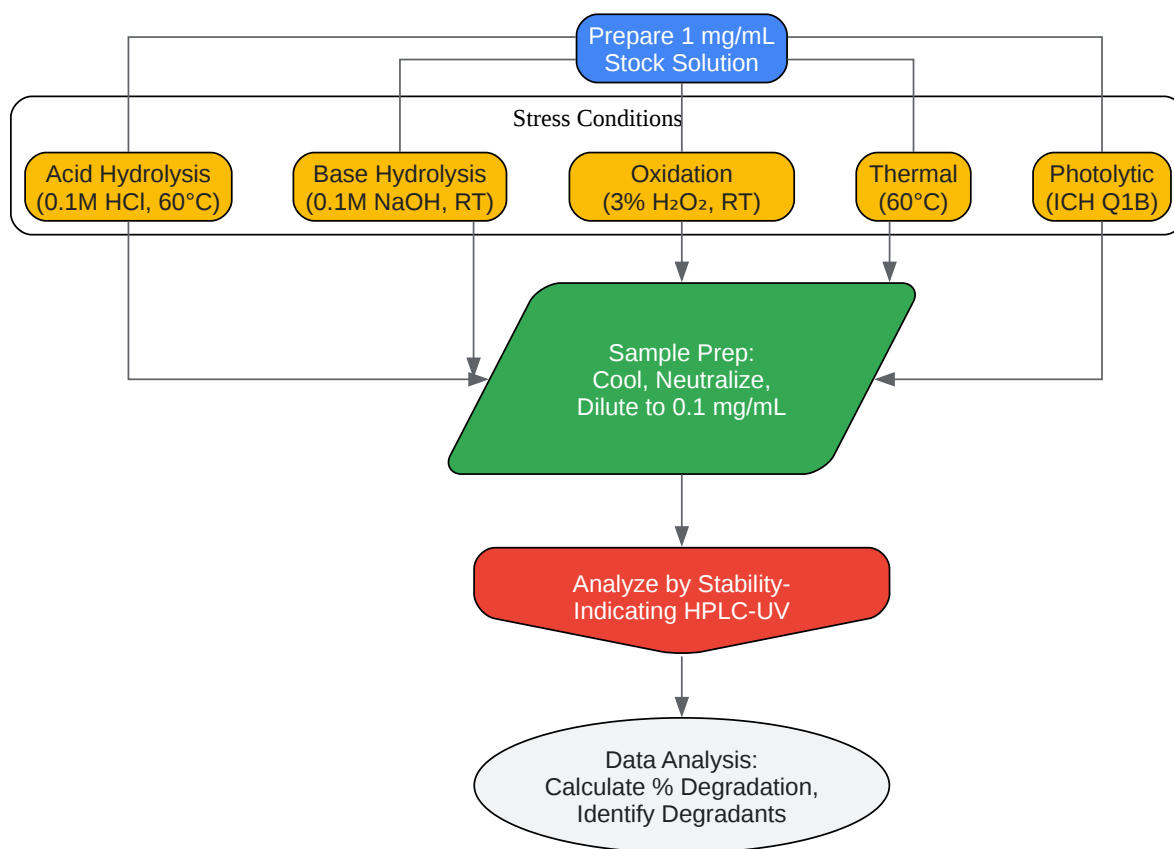 Prepare 1 mg/mL
Stock Solution
Stress Conditions
Acid Hydrolysis
(0.1M HCl, 60°C)
Base Hydrolysis
(0.1M NaOH, RT)
Oxidation
(3% H₂O₂, RT)
Thermal
(60°C)
Photolytic
(ICH Q1B)
Sample Prep:
Cool, Neutralize,
Dilute to 0.1 mg/mL
Analyze by Stability-
Indicating HPLC-UV
Data Analysis:
Calculate % Degradation,
Identify Degradants